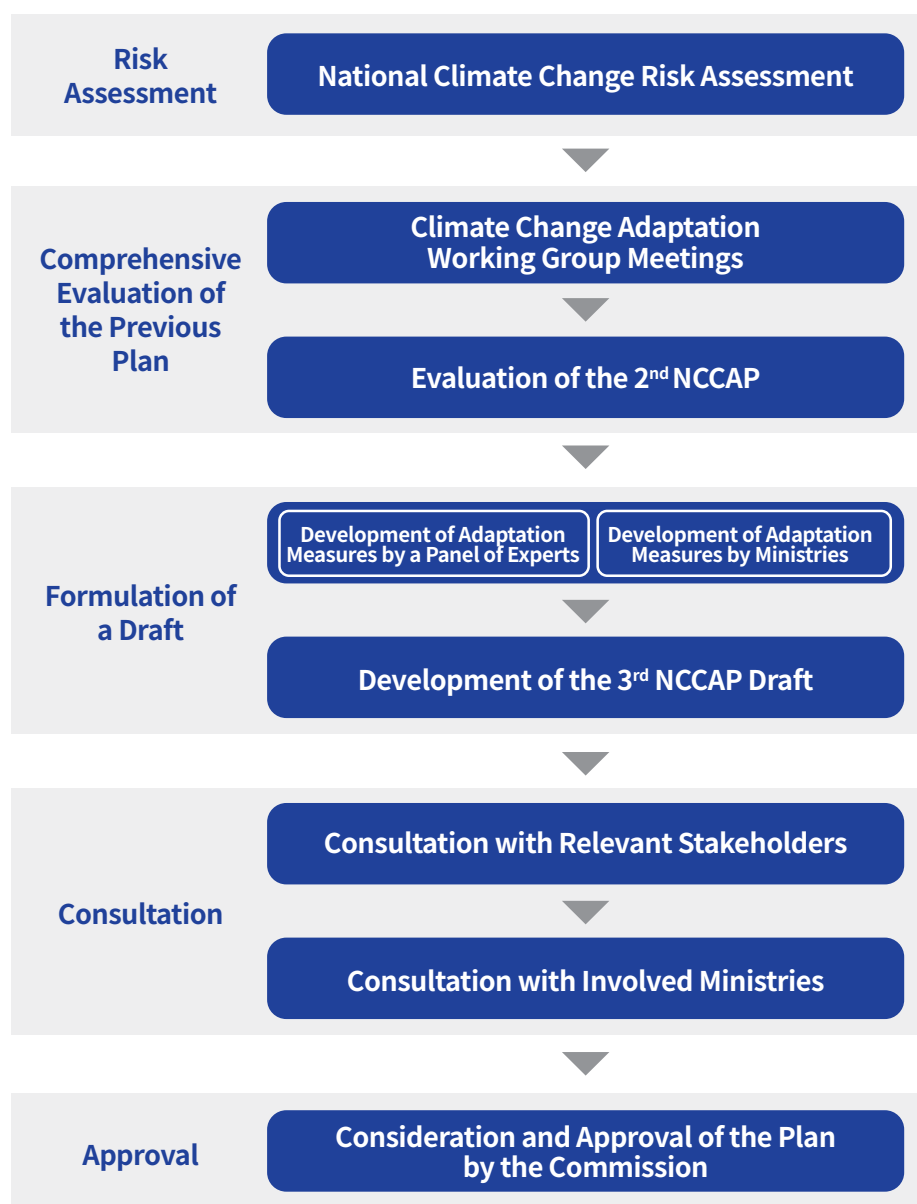 Risk
Assessment
National Climate Change Risk Assessment
Comprehensive
Evaluation of
the Previous
Plan
Climate Change Adaptation
Working Group Meetings
Evaluation of the 2nd NCCAP
Formulation of
a Draft
Development of Adaptation
Measures by a Panel of Experts
Development of Adaptation
Measures by Ministries
Development of the 3rd NCCAP Draft
Consultation
Consultation with Relevant Stakeholders
Consultation with Involved Ministries
Approval
Consideration and Approval of the Plan
by the Commission